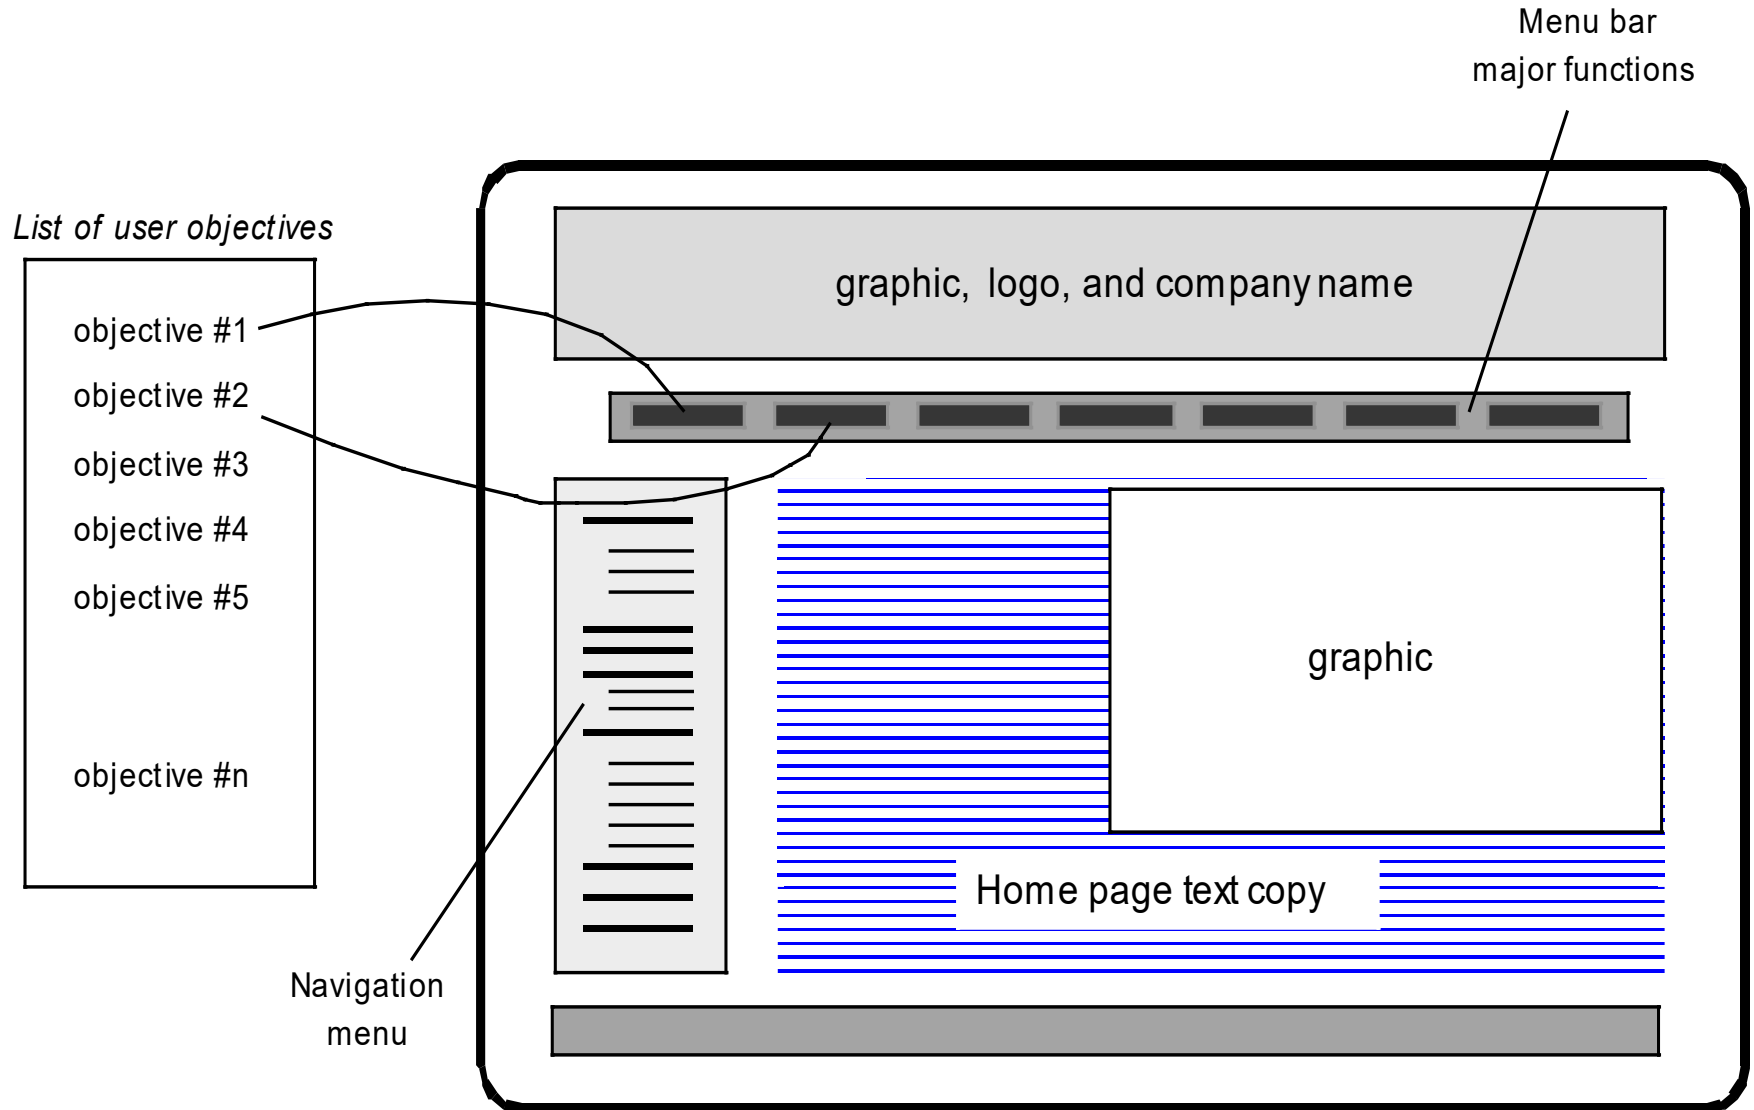 Menu bar
major functions
List of user objectives
graphic, logo, and company name
objective #1
objective #2
objective #3
objective #4
objective #5
objective #n
graphic
Home page text copy
Navigation
menu